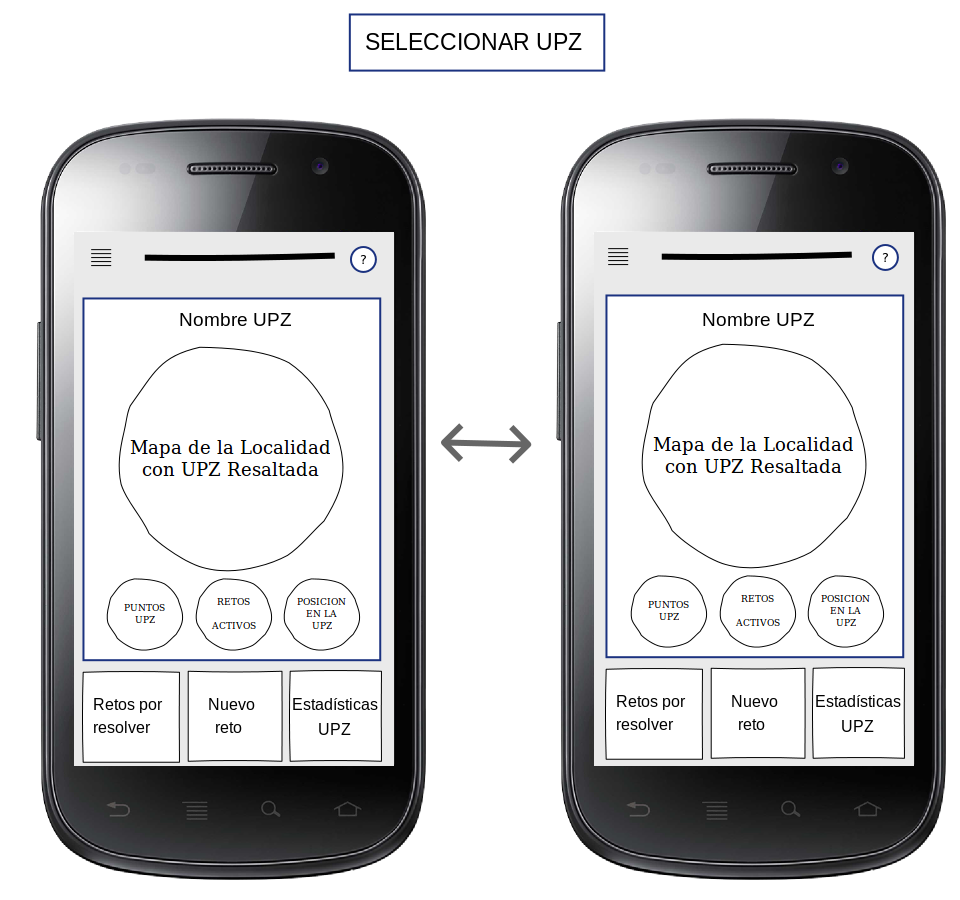 SELECCIONAR UPZ
?
Nombre UPZ
Mapa de la Localidad
con UPZ Resaltada
PUNTOS
UPZ
RETOS
ACTIVOS
POSICION
EN LA
UPZ
Retos por
resolver
Nuevo
reto
Estadísticas
UPZ
?
Nombre UPZ
Mapa de la Localidad
con UPZ Resaltada
PUNTOS
UPZ
RETOS
ACTIVOS
POSICION
EN LA
UPZ
Retos por
resolver
Nuevo
reto
Estadísticas
UPZ